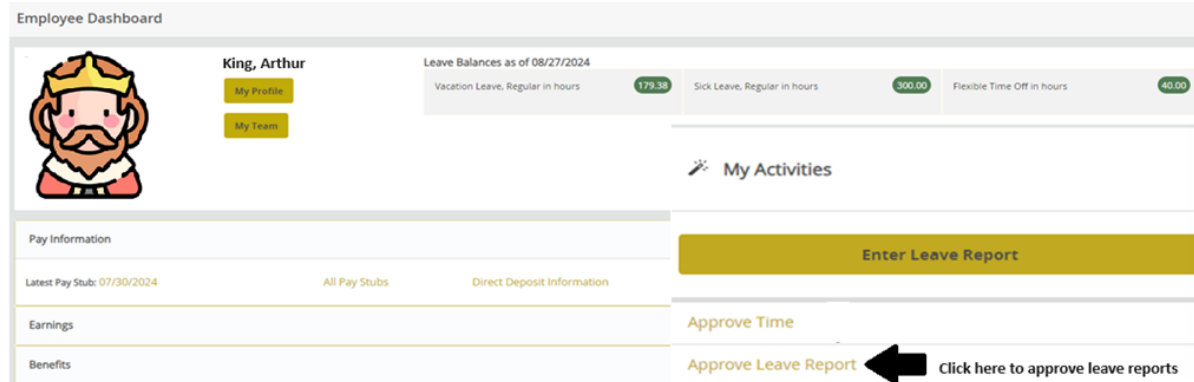 Employee Dashboard
King, Arthur
My Profile
My Team
Leave Balances as of 08/27/2024
Vacation Leave, Regular in hours 179.38
Sick Leave, Regular in hours 300.00
Flexible Time Off in hours 40.00
My Activities
Enter Leave Report
Approve Time
Approve Leave Report Click here to approve leave reports
Pay Information
Latest Pay Stub: 07/30/2024 All Pay Stubs Direct Deposit Information
Earnings
Benefits